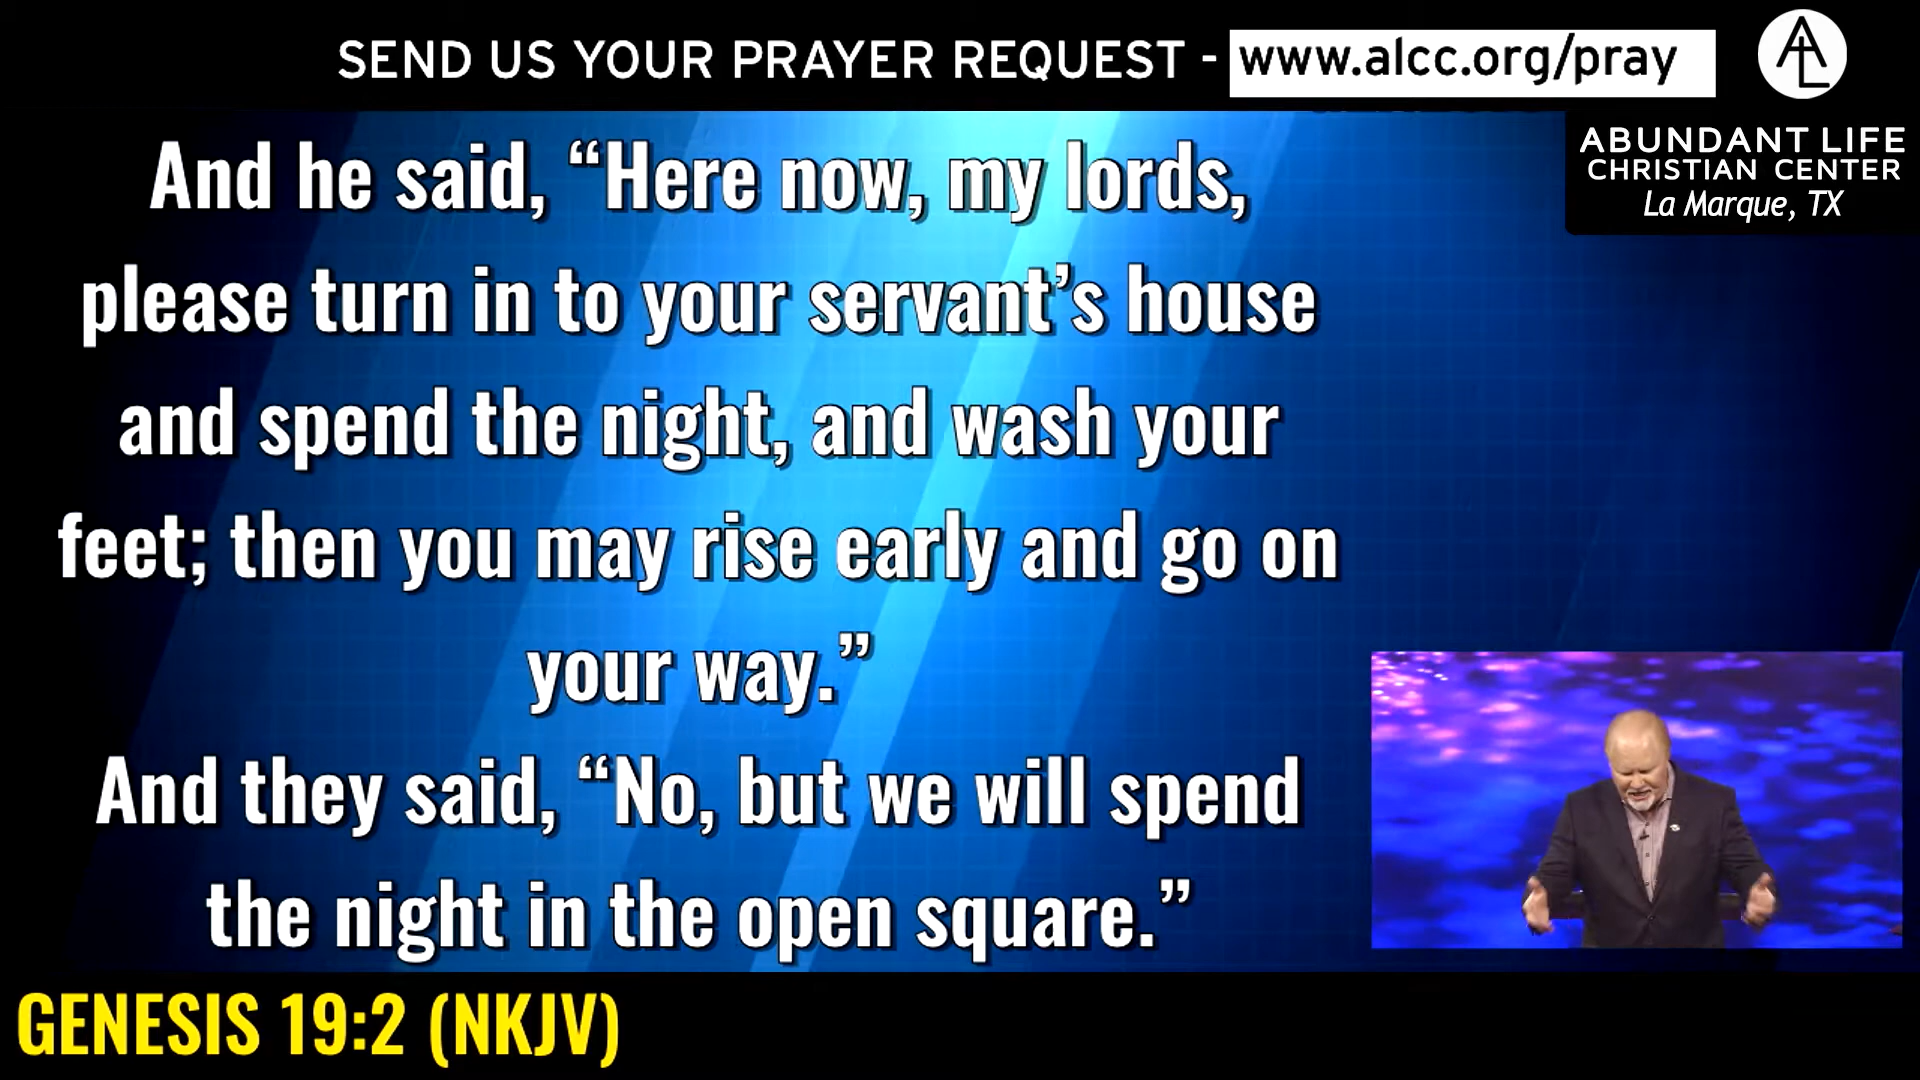 SEND US YOUR PRAYER REQUEST - www.alcc.org/pray
ALC
ABUNDANT LIFE
CHRISTIAN CENTER
La Marque, TX
And he said, “Here now, my lords,
please turn in to your servant’s house
and spend the night, and wash your
feet; then you may rise early and go on
your way.”
And they said, “No, but we will spend
the night in the open square.”
GENESIS 19:2 (NKJV)